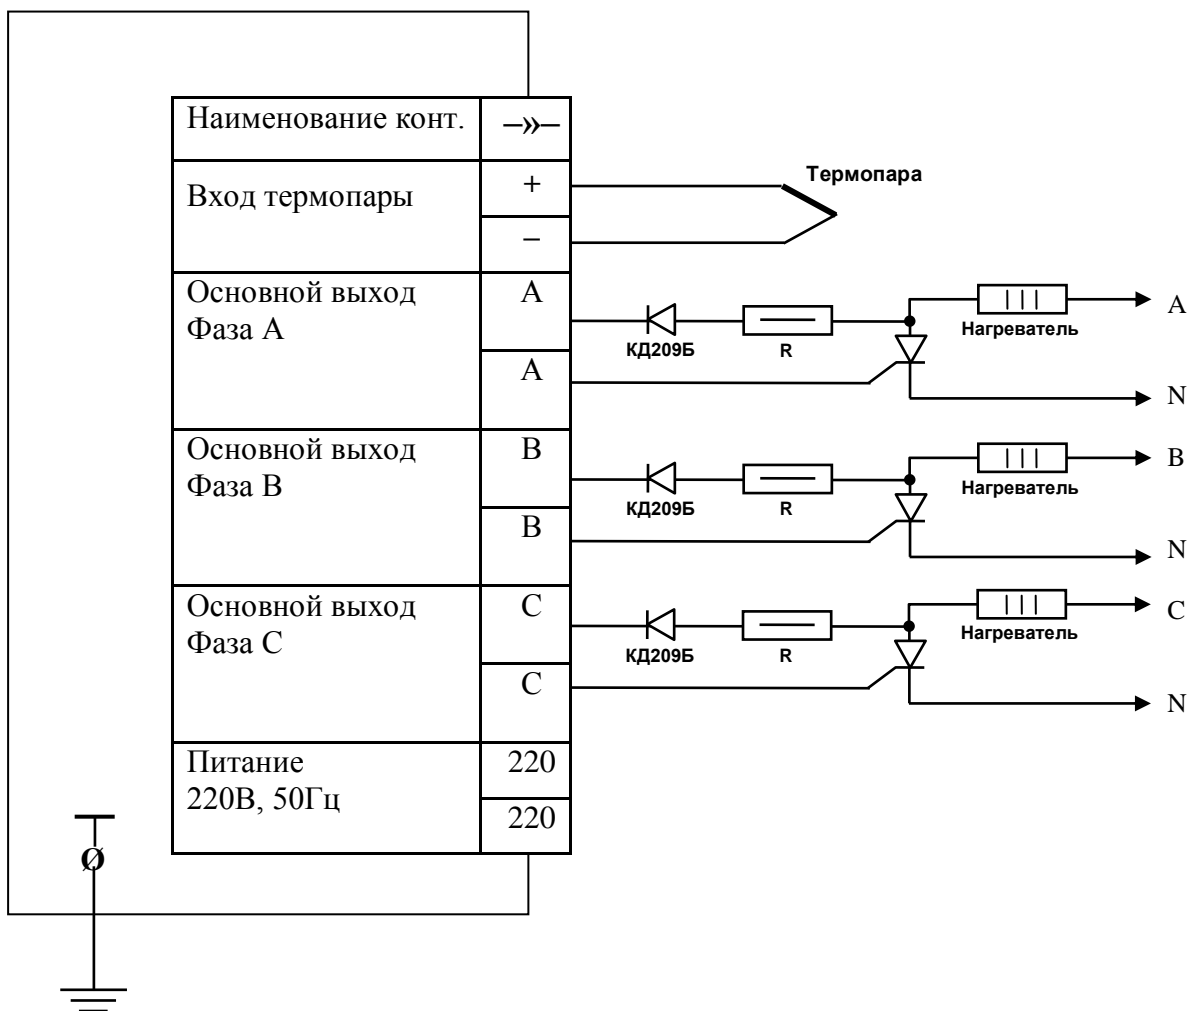 Наименование конт. –»–
Вход термопары
+
–
Термопара
Основной выход
Фаза А
А
А
КД209Б
R
Нагреватель
А
N
Основной выход
Фаза В
В
В
КД209Б
R
Нагреватель
В
N
Основной выход
Фаза С
С
С
КД209Б
R
Нагреватель
С
N
Питание
220В, 50Гц
220
220
Ø